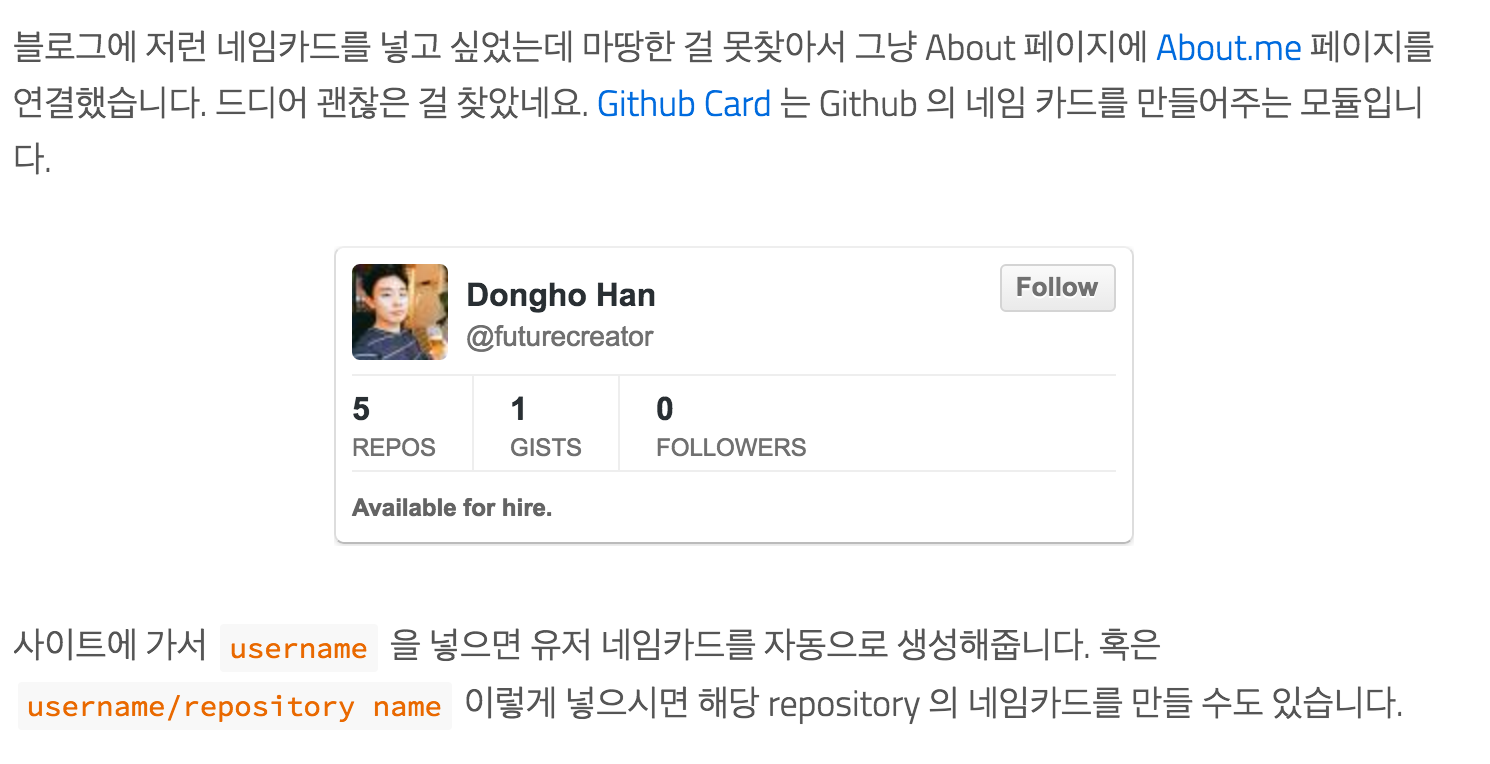 블로그에 저런 네임카드를 넣고 싶었는데 마땅한 걸 못찾아서 그냥 About 페이지에 About.me 페이지를
연결했습니다. 드디어 괜찮은 걸 찾았네요. Github Card 는 Github 의 네임 카드를 만들어주는 모듈입니
다.
Dongho Han
Follow
@futurecreator
5 1 0
REPOS GISTS FOLLOWERS
Available for hire.
사이트에 가서 username 을 넣으면 유저 네임카드를 자동으로 생성해줍니다. 혹은
username/repository name 이렇게 넣으시면 해당 repository 의 네임카드를 만들 수도 있습니다.